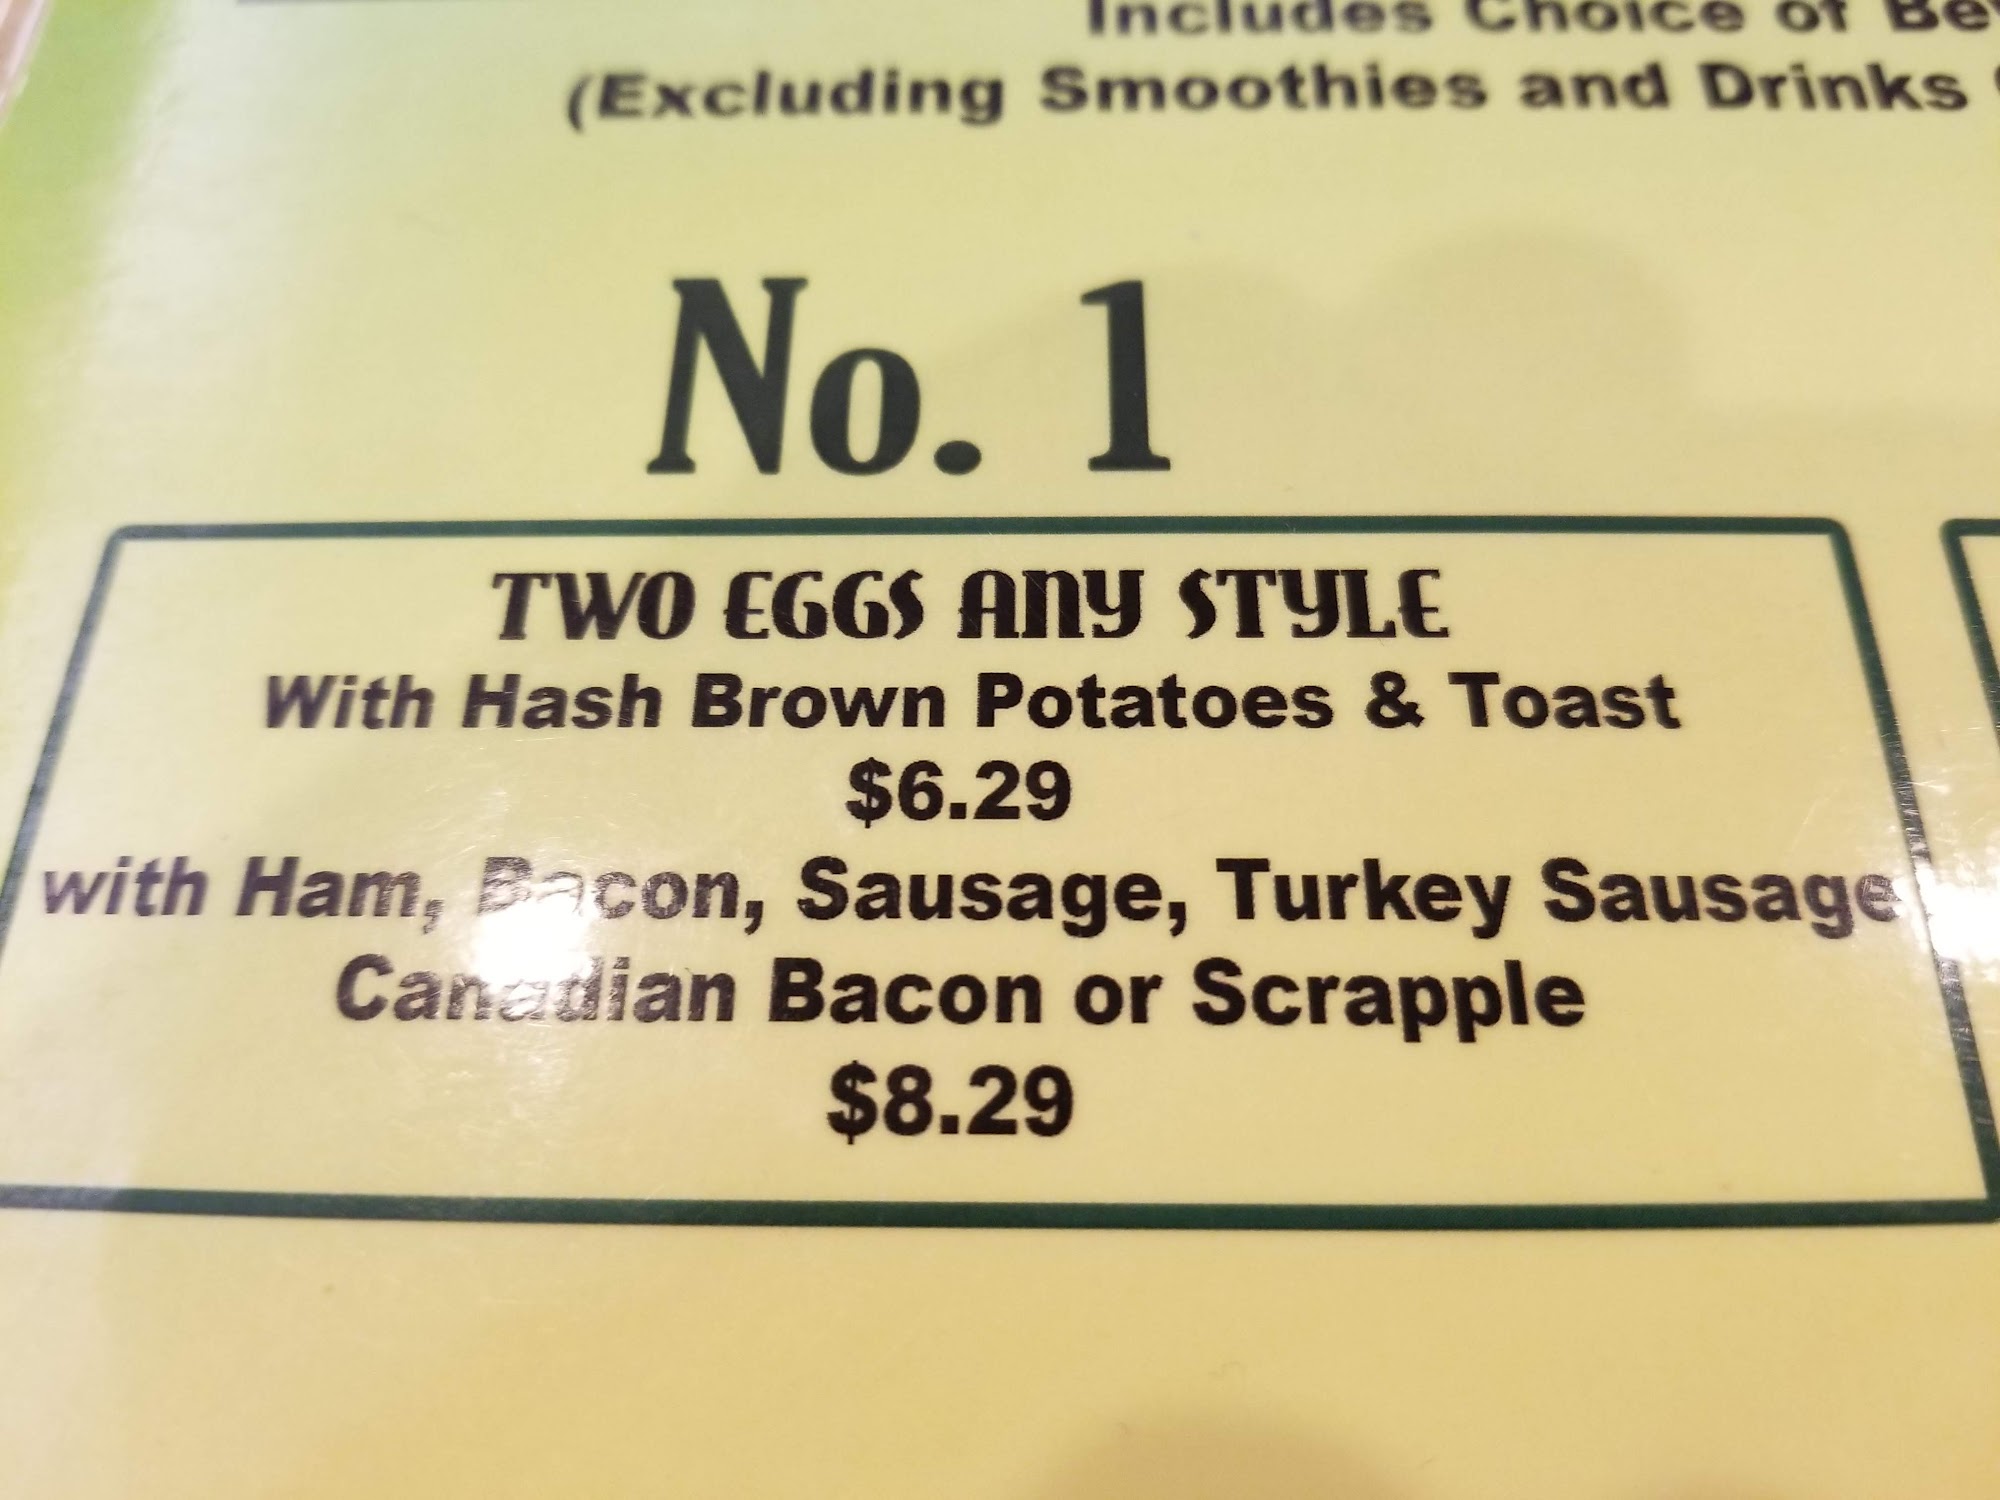 Includes Choice of
(Excluding Smoothies and Drinks
No. 1
TWO EGGS ANY STYLE
With Hash Brown Potatoes & Toast
$6.29
with Ham, Bacon, Sausage, Turkey Sausage
Canadian Bacon or Scrapple
$8.29